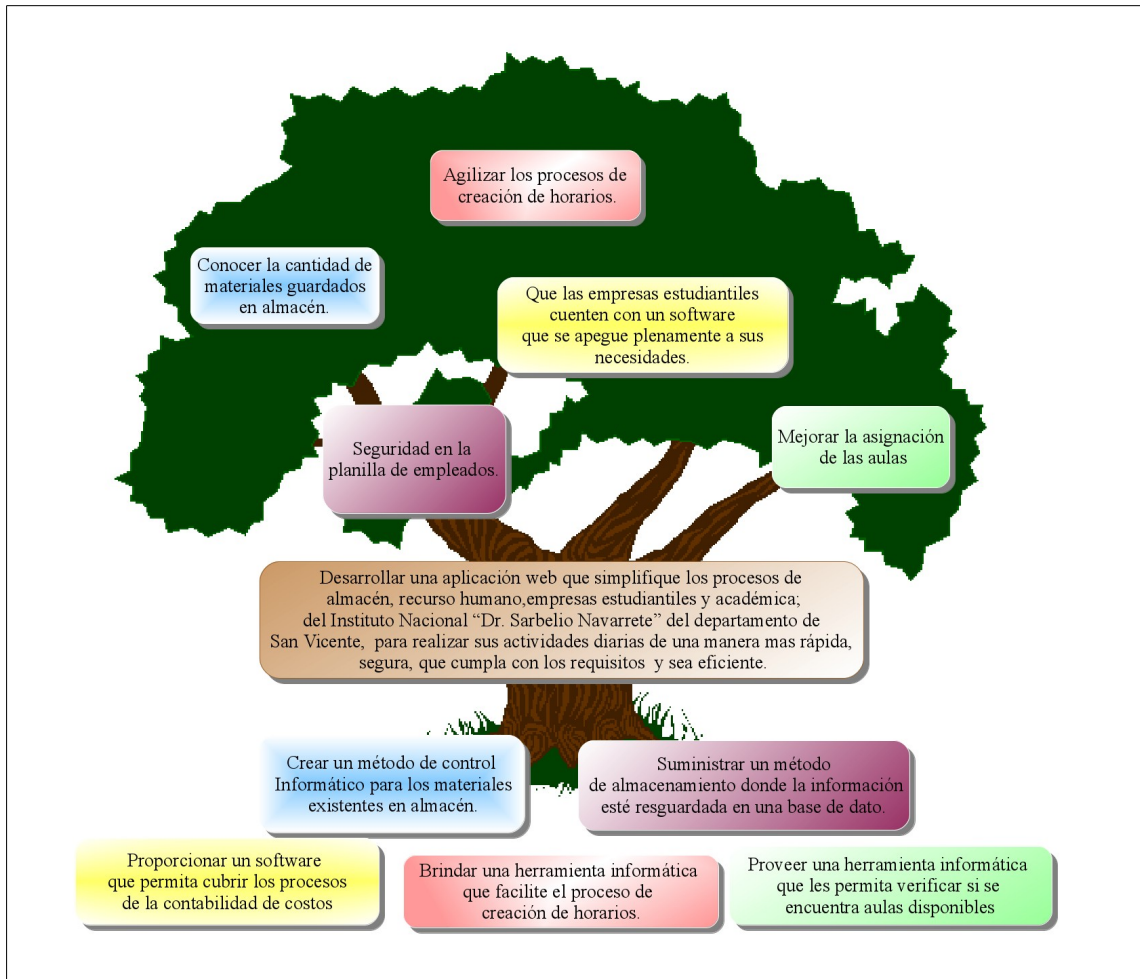 Agilizar los procesos de
creación de horarios.
Conocer la cantidad de
materiales guardados
en almacén.
Que las empresas estudiantiles
cuenten con un software
que se apegue plenamente a sus
necesidades.
Seguridad en la
planilla de empleados.
Mejorar la asignación
de las aulas
Desarrollar una aplicación web que simplifique los procesos de
almacén, recurso humano,empresas estudiantiles y académica;
del Instituto Nacional “Dr. Sarbelio Navarrete” del departamento de
San Vicente, para realizar sus actividades diarias de una manera mas rápida,
segura, que cumpla con los requisitos y sea eficiente.
Crear un método de control
Informático para los materiales
existentes en almacén.
Suministrar un método
de almacenamiento donde la información
esté resguardada en una base de dato.
Proporcionar un software
que permita cubrir los procesos
de la contabilidad de costos
Brindar una herramienta informática
que facilite el proceso de
creación de horarios.
Proveer una herramienta informática
que les permita verificar si se
encuentra aulas disponibles